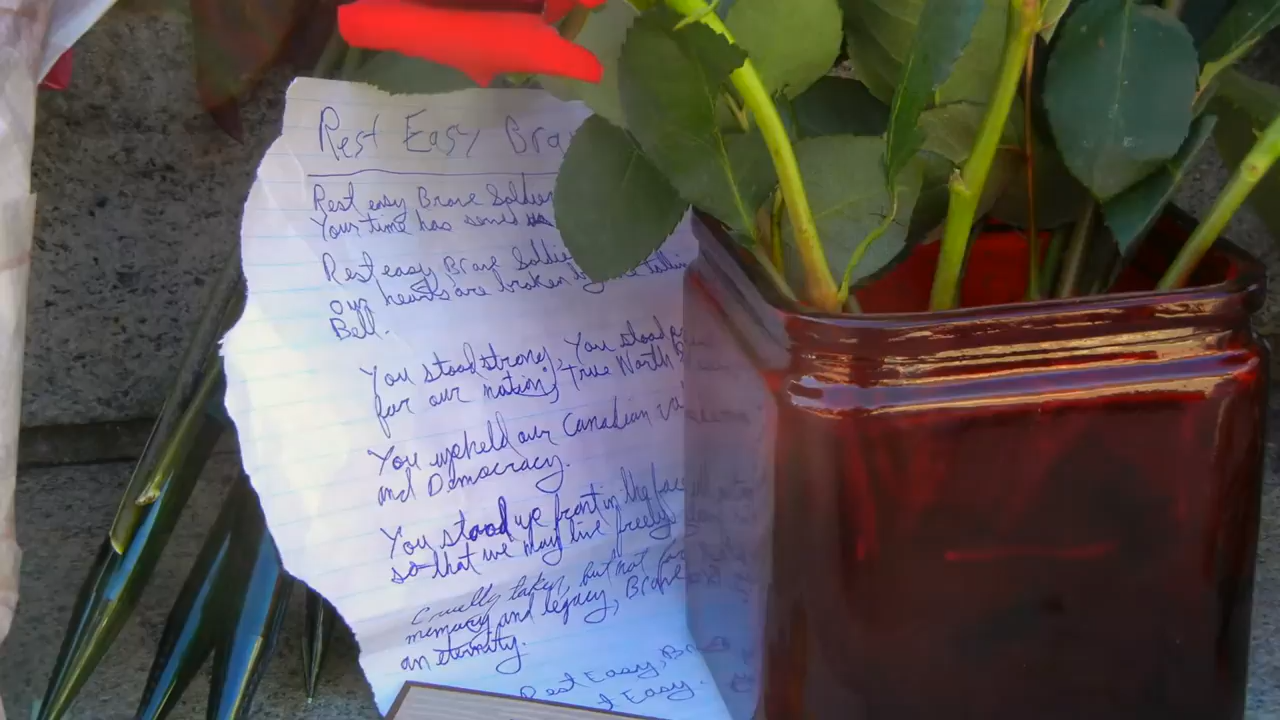 Rest Easy
Rest easy Brave Soldier
Your time has
Rest easy Brave
our hearts are broken
Bell.
You stood strong, You stood
for our nation, True North
You upheld our Canadian
and Democracy.
You stood up front in the face
so that we may live freely
Cruelly taken, but not
memory and legacy, Brave
an eternity.
Rest Easy,
Easy.